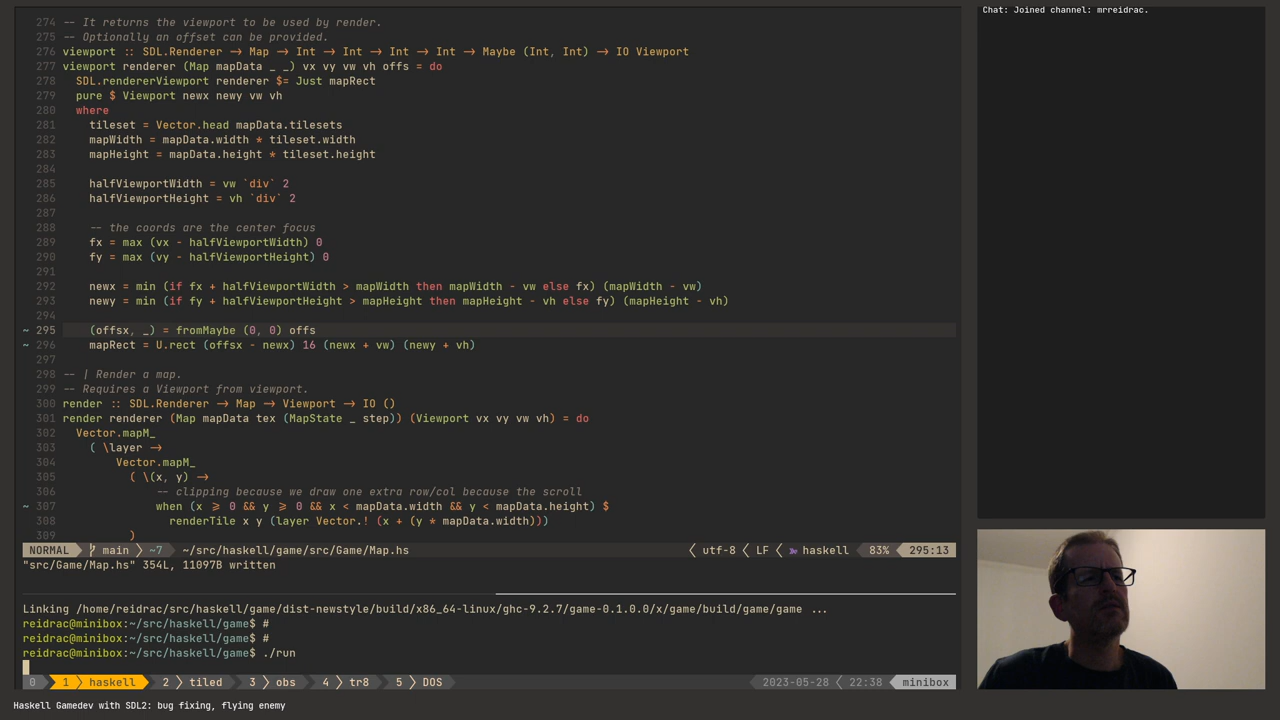 Chat: Joined channel: mrreidrac.
274 -- It returns the viewport to be used by render.
275 -- Optionally an offset can be provided.
276 viewport :: SDL.Renderer -> Map -> Int -> Int -> Int -> Int -> Maybe (Int, Int) -> IO Viewport
277 viewport renderer (Map mapData _ _) vx vy vw vh offs = do
278   SDL.rendererViewport renderer $= Just mapRect
279   pure $ Viewport newx newy vw vh
280   where
281     tileset = Vector.head mapData.tilesets
282     mapWidth = mapData.width * tileset.width
283     mapHeight = mapData.height * tileset.height
284
285     halfViewportWidth = vw `div` 2
286     halfViewportHeight = vh `div` 2
287
288     -- the coords are the center focus
289     fx = max (vx - halfViewportWidth) 0
290     fy = max (vy - halfViewportHeight) 0
291
292     newx = min (if fx + halfViewportWidth > mapWidth then mapWidth - vw else fx) (mapWidth - vw)
293     newy = min (if fy + halfViewportHeight > mapHeight then mapHeight - vh else fy) (mapHeight - vh)
294
~ 295     (offsx, _) = fromMaybe (0, 0) offs
~ 296     mapRect = U.rect (offsx - newx) 16 (newx + vw) (newy + vh)
297
298 -- | Render a map.
299 -- Requires a Viewport from viewport.
300 render :: SDL.Renderer -> Map -> Viewport -> IO ()
301 render renderer (Map mapData tex (MapState _ step)) (Viewport vx vy vw vh) = do
302   Vector.mapM_
303     ( \layer ->
304         Vector.mapM_
305           ( \(x, y) ->
306               -- clipping because we draw one extra row/col because the scroll
~ 307               when (x >= 0 && y >= 0 && x < mapData.width && y < mapData.height) $
308                 renderTile x y (layer Vector.! (x + (y * mapData.width)))
309           )
NORMAL main ~7 ~/src/haskell/game/src/Game/Map.hs utf-8 LF haskell 83% 295:13
"src/Game/Map.hs" 354L, 11097B written
Linking /home/reidrac/src/haskell/game/dist-newstyle/build/x86_64-linux/ghc-9.2.7/game-0.1.0.0/x/game/build/game/game ...
reidrac@minibox:~/src/haskell/game$ #
reidrac@minibox:~/src/haskell/game$ #
reidrac@minibox:~/src/haskell/game$ ./run
0 1 haskell 2 tiled 3 obs 4 tr8 5 DOS 2023-05-28 22:38 minibox
Haskell Gamedev with SDL2: bug fixing, flying enemy